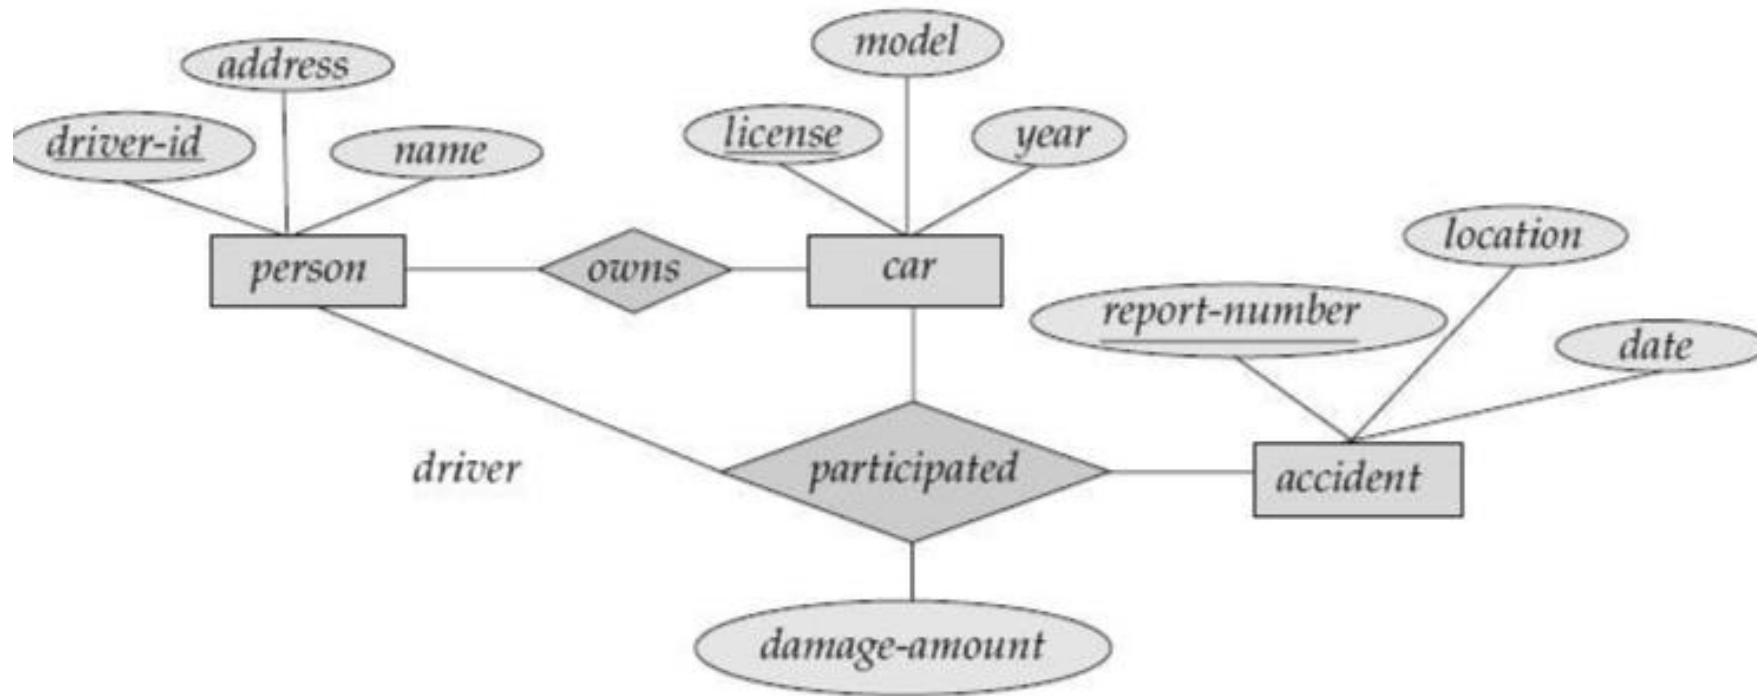 model
address
license
year
driver-id
name
location
person
owns
car
report-number
date
driver
participated
accident
damage-amount